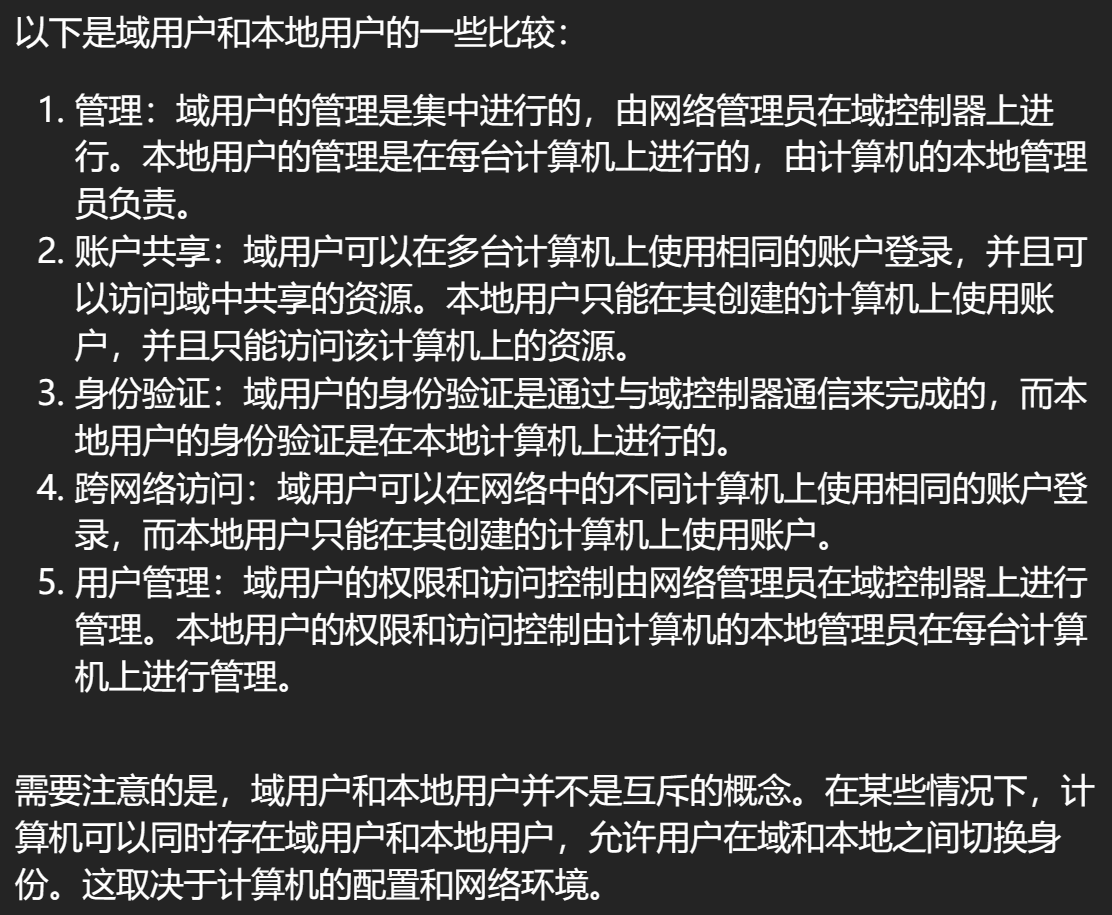 以下是域用户和本地用户的一些比较：
1. 管理：域用户的管理是集中进行的，由网络管理员在域控制器上进
行。本地用户的管理是在每台计算机上进行的，由计算机的本地管理
员负责。
2. 账户共享：域用户可以在多台计算机上使用相同的账户登录，并且可
以访问域中共享的资源。本地用户只能在其创建的计算机上使用账
户，并且只能访问该计算机上的资源。
3. 身份验证：域用户的身份验证是通过与域控制器通信来完成的，而本
地用户的身份验证是在本地计算机上进行的。
4. 跨网络访问：域用户可以在网络中的不同计算机上使用相同的账户登
录，而本地用户只能在其创建的计算机上使用账户。
5. 用户管理：域用户的权限和访问控制由网络管理员在域控制器上进行
管理。本地用户的权限和访问控制由计算机的本地管理员在每台计算
机上进行管理。
需要注意的是，域用户和本地用户并不是互斥的概念。在某些情况下，计
算机可以同时存在域用户和本地用户，允许用户在域和本地之间切换身
份。这取决于计算机的配置和网络环境。